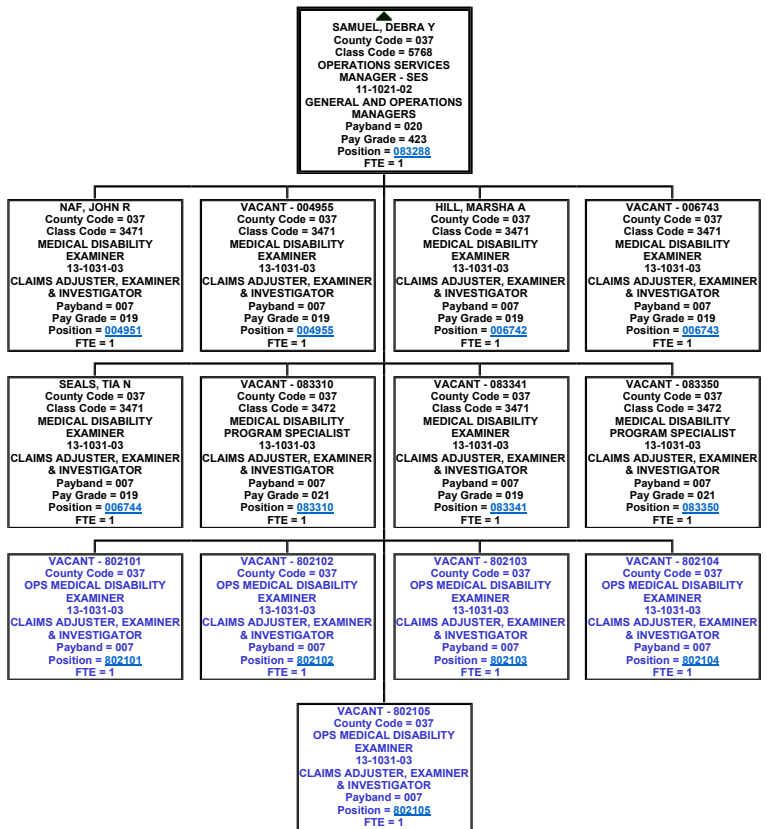 SAMUEL, DEBRA Y
County Code = 037
Class Code = 5768
OPERATIONS SERVICES
MANAGER - SES
11-1021-02
GENERAL AND OPERATIONS
MANAGERS
Payband = 020
Pay Grade = 423
Position = 083288
FTE = 1
NAF, JOHN R
County Code = 037
Class Code = 3471
MEDICAL DISABILITY
EXAMINER
13-1031-03
CLAIMS ADJUSTER, EXAMINER
& INVESTIGATOR
Payband = 007
Pay Grade = 019
Position = 004951
FTE = 1
VACANT - 004955
County Code = 037
Class Code = 3471
MEDICAL DISABILITY
EXAMINER
13-1031-03
CLAIMS ADJUSTER, EXAMINER
& INVESTIGATOR
Payband = 007
Pay Grade = 019
Position = 004955
FTE = 1
HILL, MARSHA A
County Code = 037
Class Code = 3471
MEDICAL DISABILITY
EXAMINER
13-1031-03
CLAIMS ADJUSTER, EXAMINER
& INVESTIGATOR
Payband = 007
Pay Grade = 019
Position = 006742
FTE = 1
VACANT - 006743
County Code = 037
Class Code = 3471
MEDICAL DISABILITY
EXAMINER
13-1031-03
CLAIMS ADJUSTER, EXAMINER
& INVESTIGATOR
Payband = 007
Pay Grade = 019
Position = 006743
FTE = 1
SEALS, TIA N
County Code = 037
Class Code = 3471
MEDICAL DISABILITY
EXAMINER
13-1031-03
CLAIMS ADJUSTER, EXAMINER
& INVESTIGATOR
Payband = 007
Pay Grade = 019
Position = 006744
FTE = 1
VACANT - 083310
County Code = 037
Class Code = 3472
MEDICAL DISABILITY
PROGRAM SPECIALIST
13-1031-03
CLAIMS ADJUSTER, EXAMINER
& INVESTIGATOR
Payband = 007
Pay Grade = 021
Position = 083310
FTE = 1
VACANT - 083341
County Code = 037
Class Code = 3471
MEDICAL DISABILITY
EXAMINER
13-1031-03
CLAIMS ADJUSTER, EXAMINER
& INVESTIGATOR
Payband = 007
Pay Grade = 019
Position = 083341
FTE = 1
VACANT - 083350
County Code = 037
Class Code = 3472
MEDICAL DISABILITY
PROGRAM SPECIALIST
13-1031-03
CLAIMS ADJUSTER, EXAMINER
& INVESTIGATOR
Payband = 007
Pay Grade = 021
Position = 083350
FTE = 1
VACANT - 802101
County Code = 037
OPS MEDICAL DISABILITY
EXAMINER
13-1031-03
CLAIMS ADJUSTER, EXAMINER
& INVESTIGATOR
Payband = 007
Position = 802101
FTE = 1
VACANT - 802102
County Code = 037
OPS MEDICAL DISABILITY
EXAMINER
13-1031-03
CLAIMS ADJUSTER, EXAMINER
& INVESTIGATOR
Payband = 007
Position = 802102
FTE = 1
VACANT - 802103
County Code = 037
OPS MEDICAL DISABILITY
EXAMINER
13-1031-03
CLAIMS ADJUSTER, EXAMINER
& INVESTIGATOR
Payband = 007
Position = 802103
FTE = 1
VACANT - 802104
County Code = 037
OPS MEDICAL DISABILITY
EXAMINER
13-1031-03
CLAIMS ADJUSTER, EXAMINER
& INVESTIGATOR
Payband = 007
Position = 802104
FTE = 1
VACANT - 802105
County Code = 037
OPS MEDICAL DISABILITY
EXAMINER
13-1031-03
CLAIMS ADJUSTER, EXAMINER
& INVESTIGATOR
Payband = 007
Position = 802105
FTE = 1